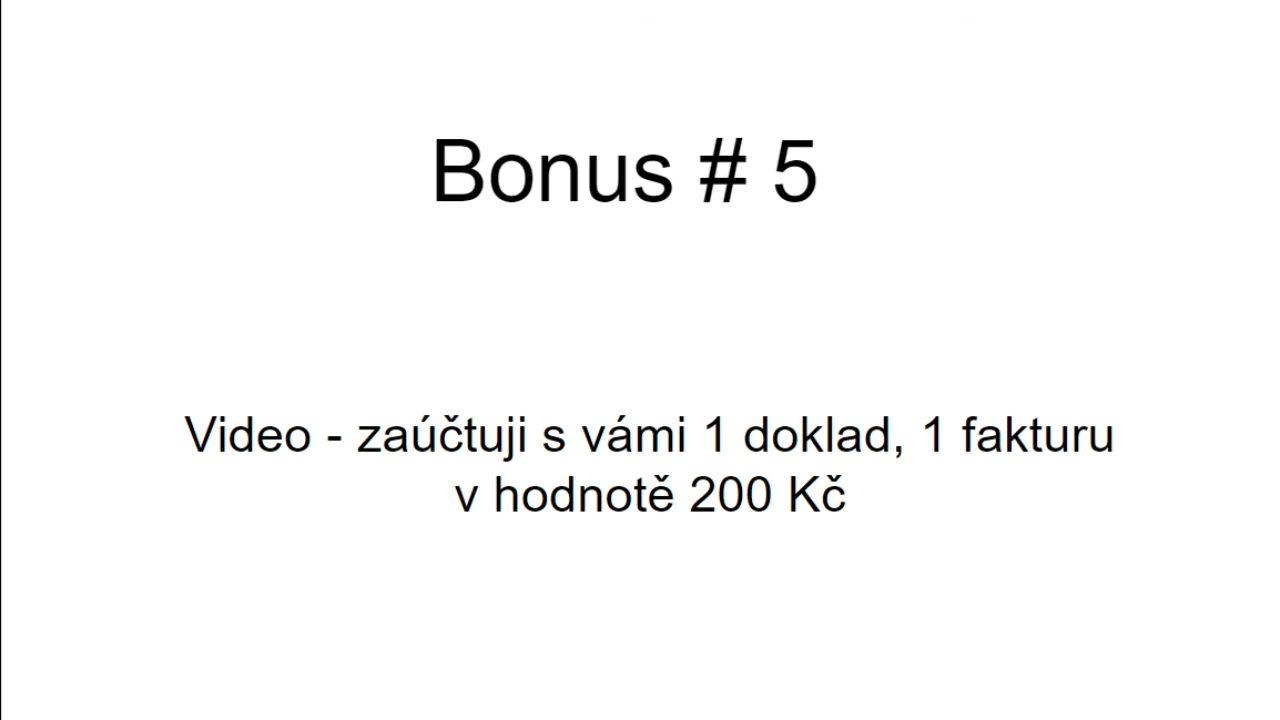 Bonus # 5
Video - zaúčtuji s vámi 1 doklad, 1 fakturu
v hodnotě 200 Kč